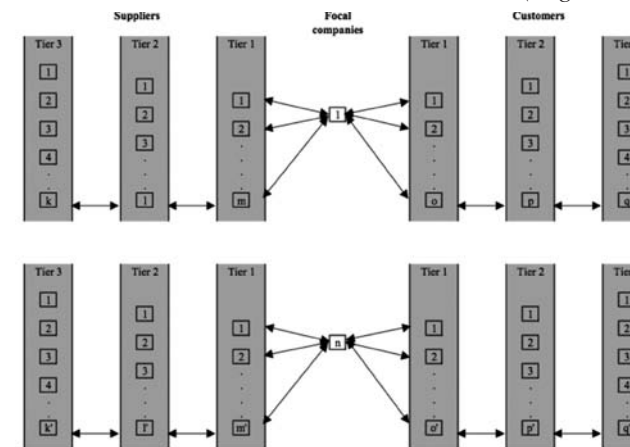 Suppliers
Focal
companies
Customers
Tier 3
1
2
3
4
.
.
k
Tier 2
1
2
3
.
.
.
l
Tier 1
1
2
.
.
.
m
1
Tier 1
1
2
.
.
.
o
Tier 2
1
2
3
.
.
.
p
Tie
1
2
3
4
.
.
q
Tier 3
1
2
3
4
.
.
k'
Tier 2
1
2
3
.
.
.
l'
Tier 1
1
2
.
.
.
m'
n
Tier 1
1
2
.
.
.
o'
Tier 2
1
2
3
.
.
.
p'
Tie
1
2
3
4
.
.
q'